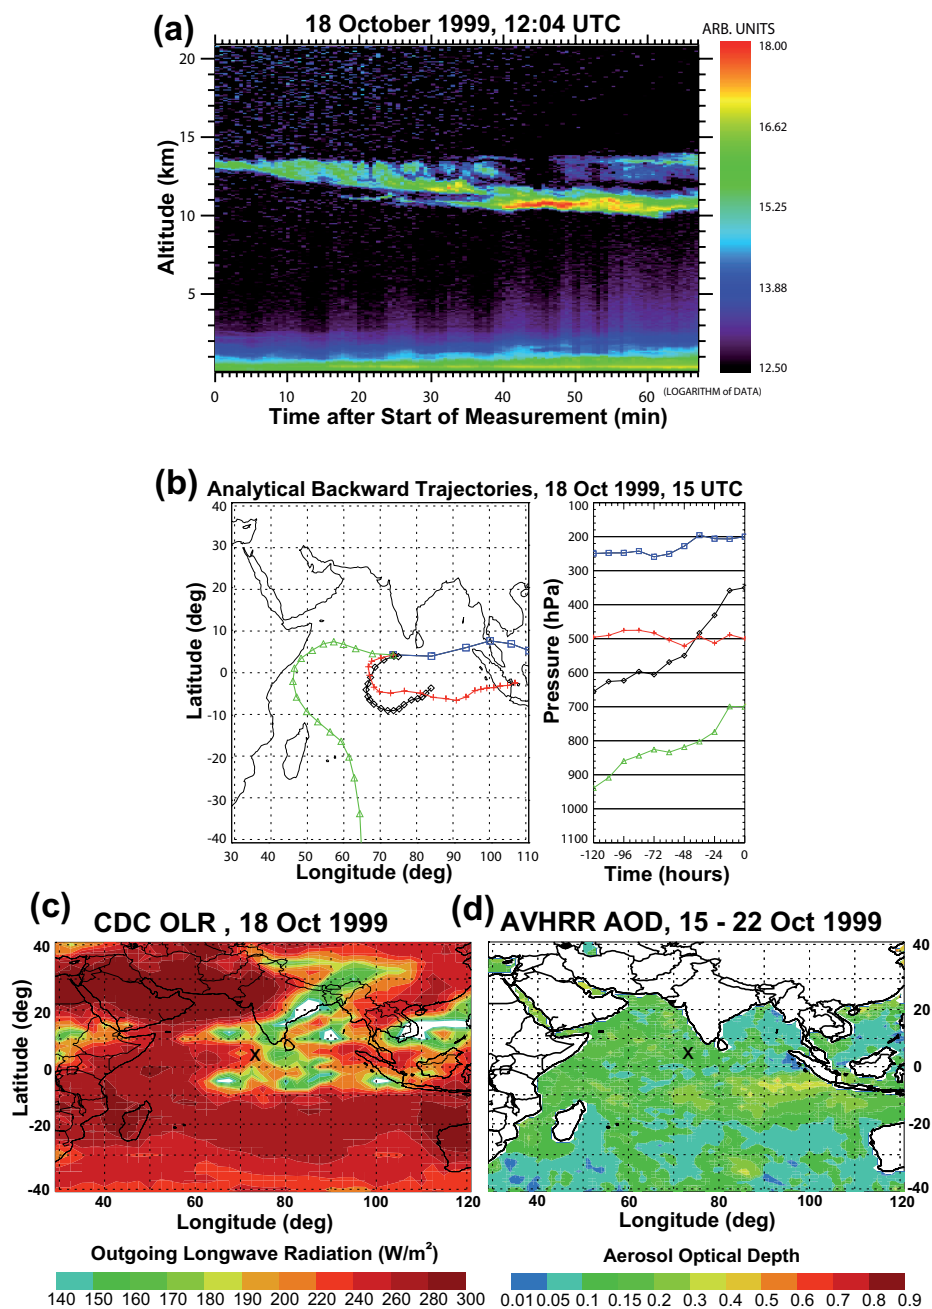 (a)
18 October 1999, 12:04 UTC
ARB. UNITS
18.00
16.62
15.25
13.88
12.50
(LOGARITHM of DATA)
Altitude (km)
20
15
10
5
0 10 20 30 40 50 60
Time after Start of Measurement (min)
(b)
Analytical Backward Trajectories, 18 Oct 1999, 15 UTC
Latitude (deg)
40
30
20
10
0
-10
-20
-30
-40
30 40 50 60 70 80 90 100 110
Longitude (deg)
Pressure (hPa)
100
200
300
400
500
600
700
800
900
1000
1100
-120 -96 -72 -48 -24 0
Time (hours)
(c)
CDC OLR , 18 Oct 1999
Latitude (deg)
40
20
0
-20
-40
X
40 60 80 100 120
Longitude (deg)
Outgoing Longwave Radiation (W/m²)
140 150 160 180 190 200 220 240 260 280 300
(d)
AVHRR AOD, 15 - 22 Oct 1999
40
20
0
-20
-40
X
40 60 80 100 120
Longitude (deg)
Aerosol Optical Depth
0.01 0.05 0.1 0.15 0.2 0.3 0.4 0.5 0.6 0.7 0.8 0.9